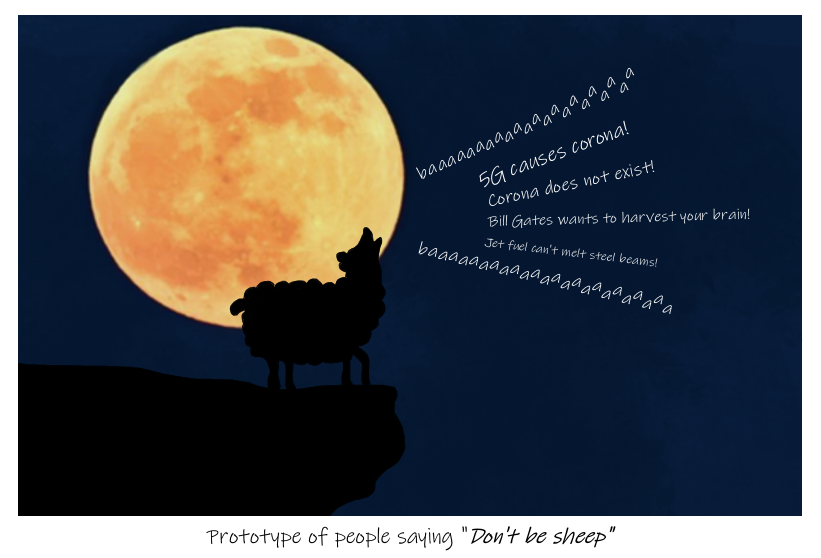 baaaaaaaaaaaaaaaaaaaaaa
5G causes corona!
Corona does not exist!
Bill Gates wants to harvest your brain!
Jet fuel can't melt steel beams!
baaaaaaaaaaaaaaaaaaaaaaa
Prototype of people saying "Don't be sheep"